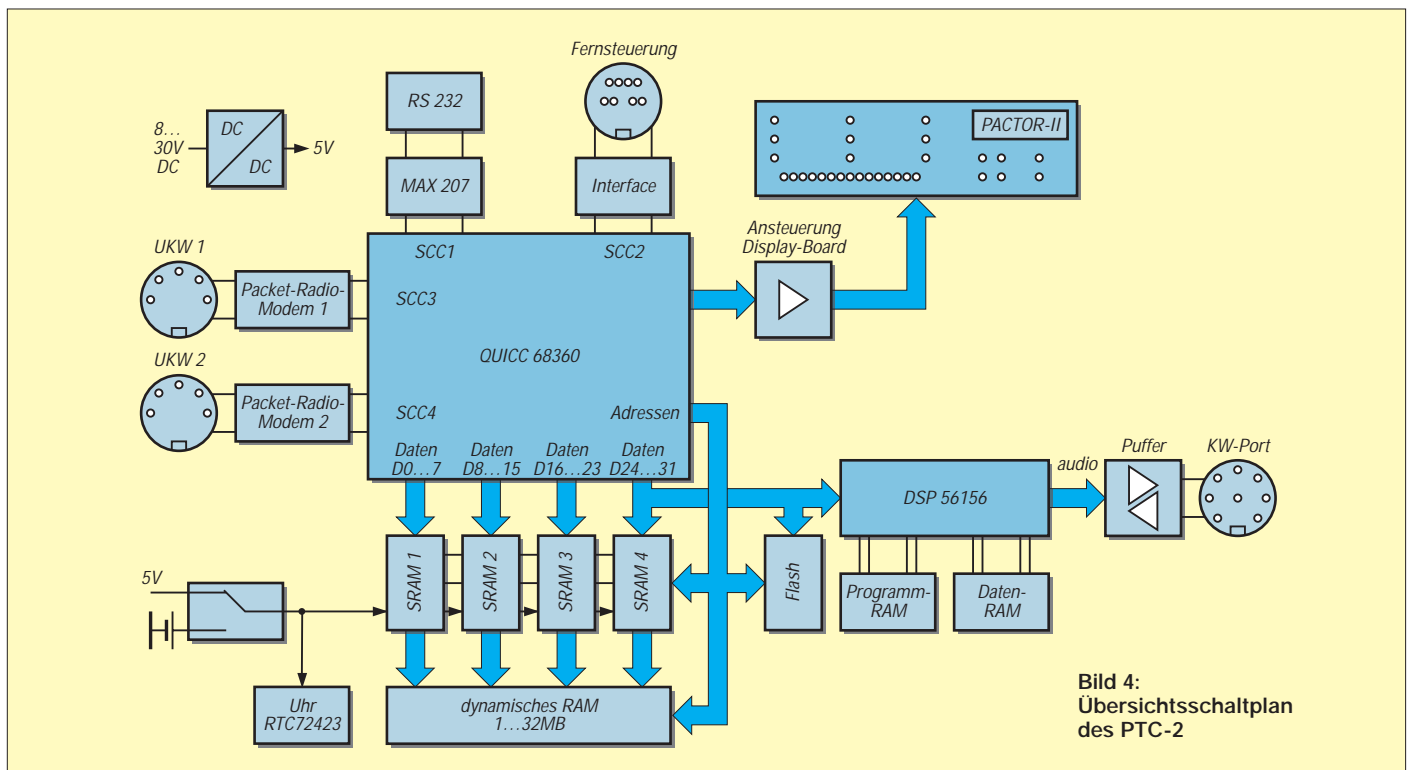 Fernsteuerung
RS 232
PACTOR-II
8…
30V
DC
DC
DC
5V
MAX 207
Interface
Ansteuerung
Display-Board
SCC1
SCC2
UKW 1
Packet-Radio-
Modem 1
SCC3
QUICC 68360
UKW 2
Packet-Radio-
Modem 2
SCC4
Adressen
Daten
D0…7
Daten
D8…15
Daten
D16…23
Daten
D24…31
Puffer
KW-Port
audio
DSP 56156
5V
SRAM 1
SRAM 2
SRAM 3
SRAM 4
Flash
Programm-
RAM
Daten-
RAM
Uhr
RTC72423
dynamisches RAM
1…32MB
Bild 4:
Übersichtsschaltplan
des PTC-2